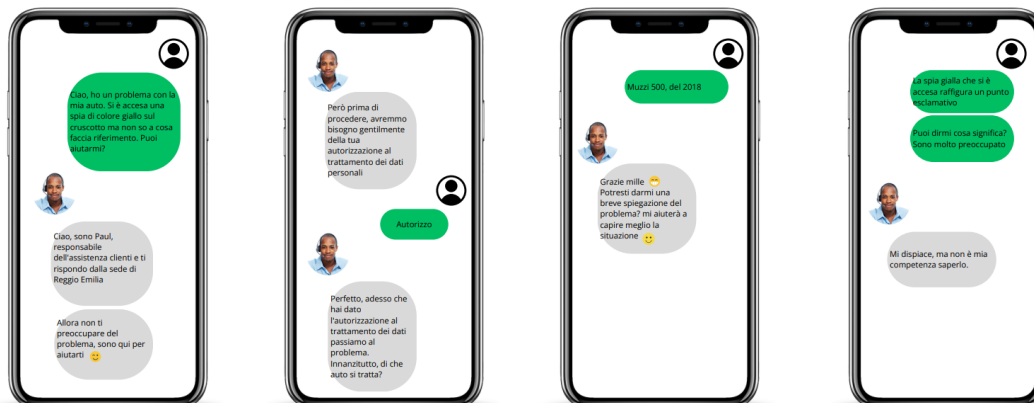 Ciao, ho un problema con la
mia auto. Si è accesa una
spia di colore giallo sul
cruscotto ma non so a cosa
faccia riferimento. Puoi
aiutarmi?
Ciao, sono Paul,
responsabile
dell'assistenza clienti e ti
rispondo dalla sede di
Reggio Emilia
Allora non ti
preoccupare del
problema, sono qui per
aiutarti
Però prima di
procedere, avremmo
bisogno gentilmente
della tua
autorizzazione al
trattamento dei dati
personali
Autorizzo
Perfetto, adesso che
hai dato
l'autorizzazione al
trattamento dei dati
passiamo al
problema.
Innanzitutto, di che
auto si tratta?
Muzzi 500, del 2018
Grazie mille
Potresti darmi una
breve spiegazione del
problema? mi aiuterà a
capire meglio la
situazione
La spia gialla che si è
accesa raffigura un punto
esclamativo
Puoi dirmi cosa significa?
Sono molto preoccupato
Mi dispiace, ma non è mia
competenza saperlo.